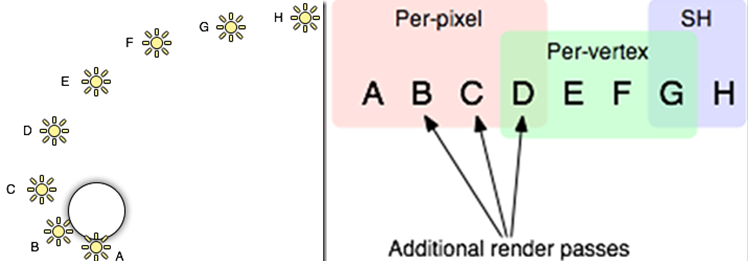 H
G
F
E
D
C
B
A
Per-pixel
SH
Per-vertex
A B C D E F G H
Additional render passes